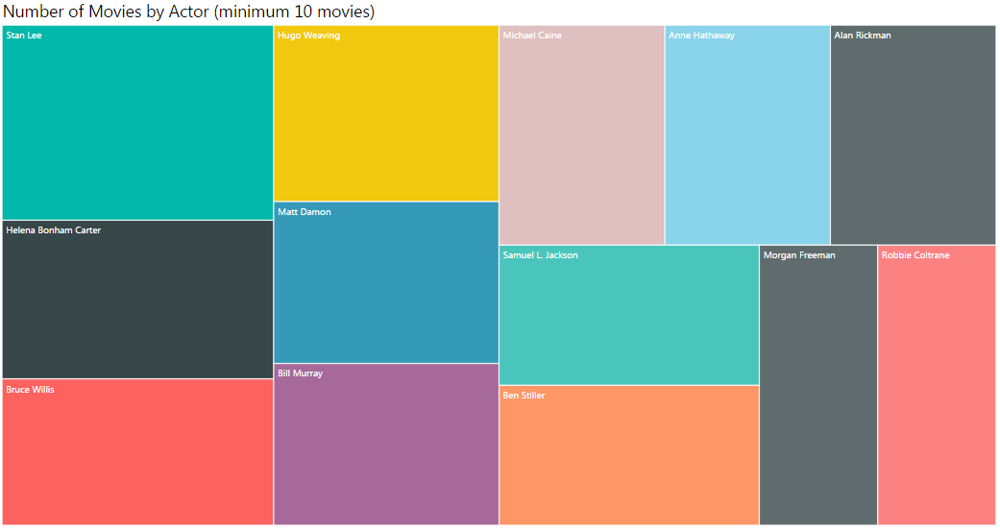 Number of Movies by Actor (minimum 10 movies)
Stan Lee
Helena Bonham Carter
Bruce Willis
Hugo Weaving
Matt Damon
Bill Murray
Michael Caine
Anne Hathaway
Alan Rickman
Samuel L. Jackson
Ben Stiller
Morgan Freeman
Robbie Coltrane